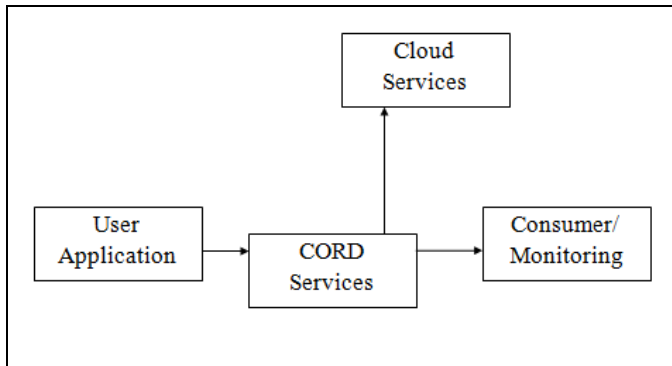 Cloud
Services
User
Application
CORD
Services
Consumer/
Monitoring